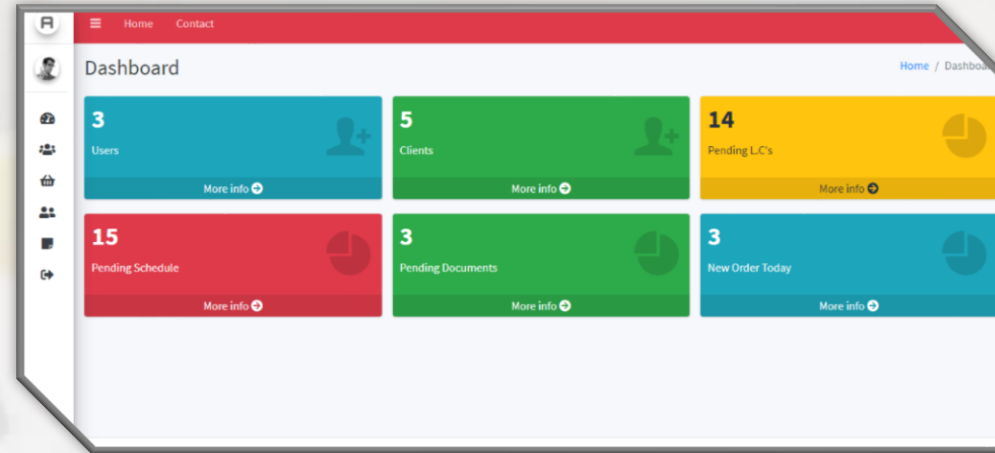 Home Contact
Dashboard
Home / Dashboard
3
Users
More info
5
Clients
More info
14
Pending L.C's
More info
15
Pending Schedule
More info
3
Pending Documents
More info
3
New Order Today
More info